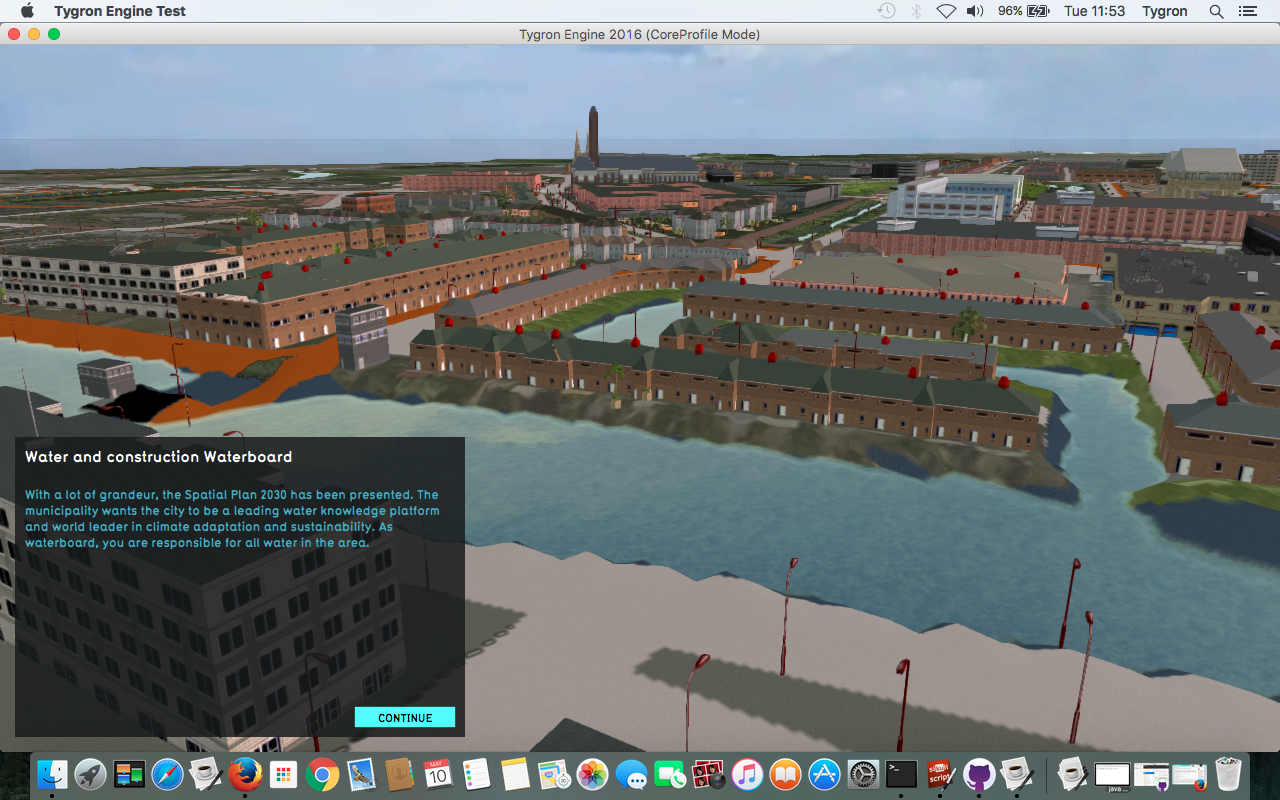 Tygron Engine Test
96%
Tue 11:53
Tygron
Tygron Engine 2016 (CoreProfile Mode)
Water and construction Waterboard
With a lot of grandeur, the Spatial Plan 2030 has been presented. The
municipality wants the city to be a leading water knowledge platform
and world leader in climate adaptation and sustainability. As
waterboard, you are responsible for all water in the area.
CONTINUE
MAY
10
java